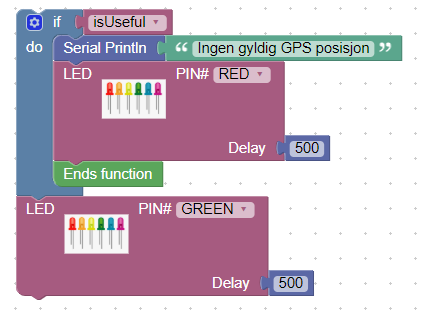 if isUseful
do Serial Println “ Ingen gyldig GPS posisjon ”
LED PIN# RED
Delay 500
Ends function
LED PIN# GREEN
Delay 500